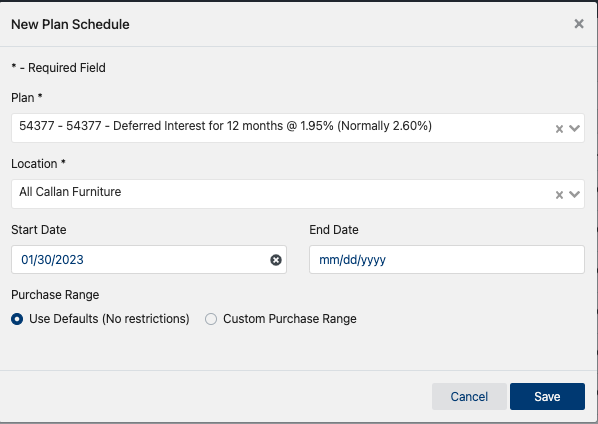 New Plan Schedule
* - Required Field
Plan *
54377 - 54377 - Deferred Interest for 12 months @ 1.95% (Normally 2.60%)
Location *
All Callan Furniture
Start Date
End Date
01/30/2023
mm/dd/yyyy
Purchase Range
Use Defaults (No restrictions)
Custom Purchase Range
Cancel
Save